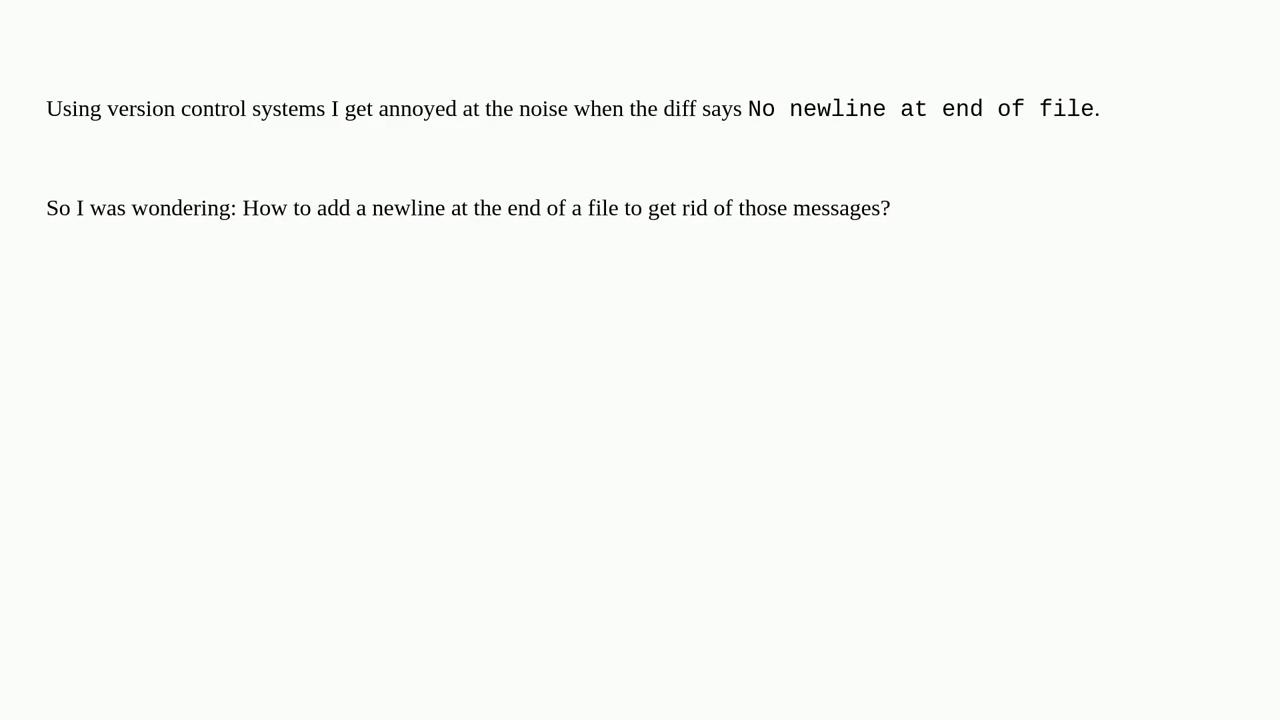 Using version control systems I get annoyed at the noise when the diff says No newline at end of file.
So I was wondering: How to add a newline at the end of a file to get rid of those messages?